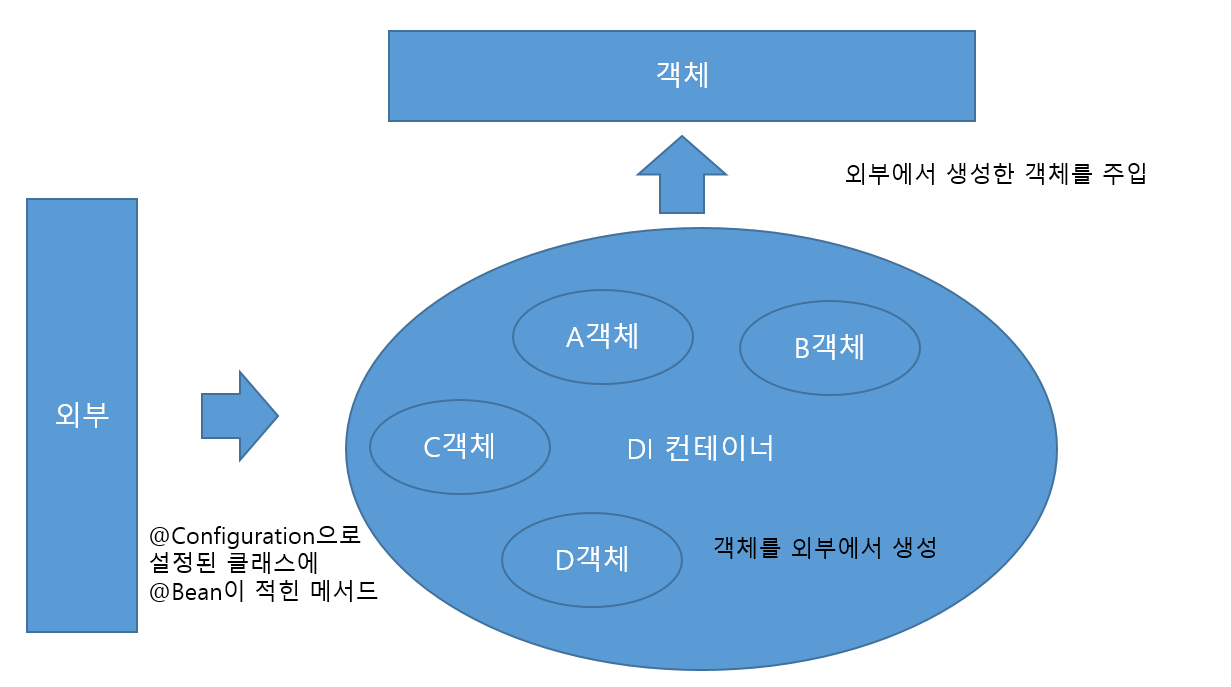 객체
외부에서 생성한 객체를 주입
A객체
B객체
외부
C객체
DI 컨테이너
@Configuration으로
설정된 클래스에
@Bean이 적힌 메서드
D객체
객체를 외부에서 생성